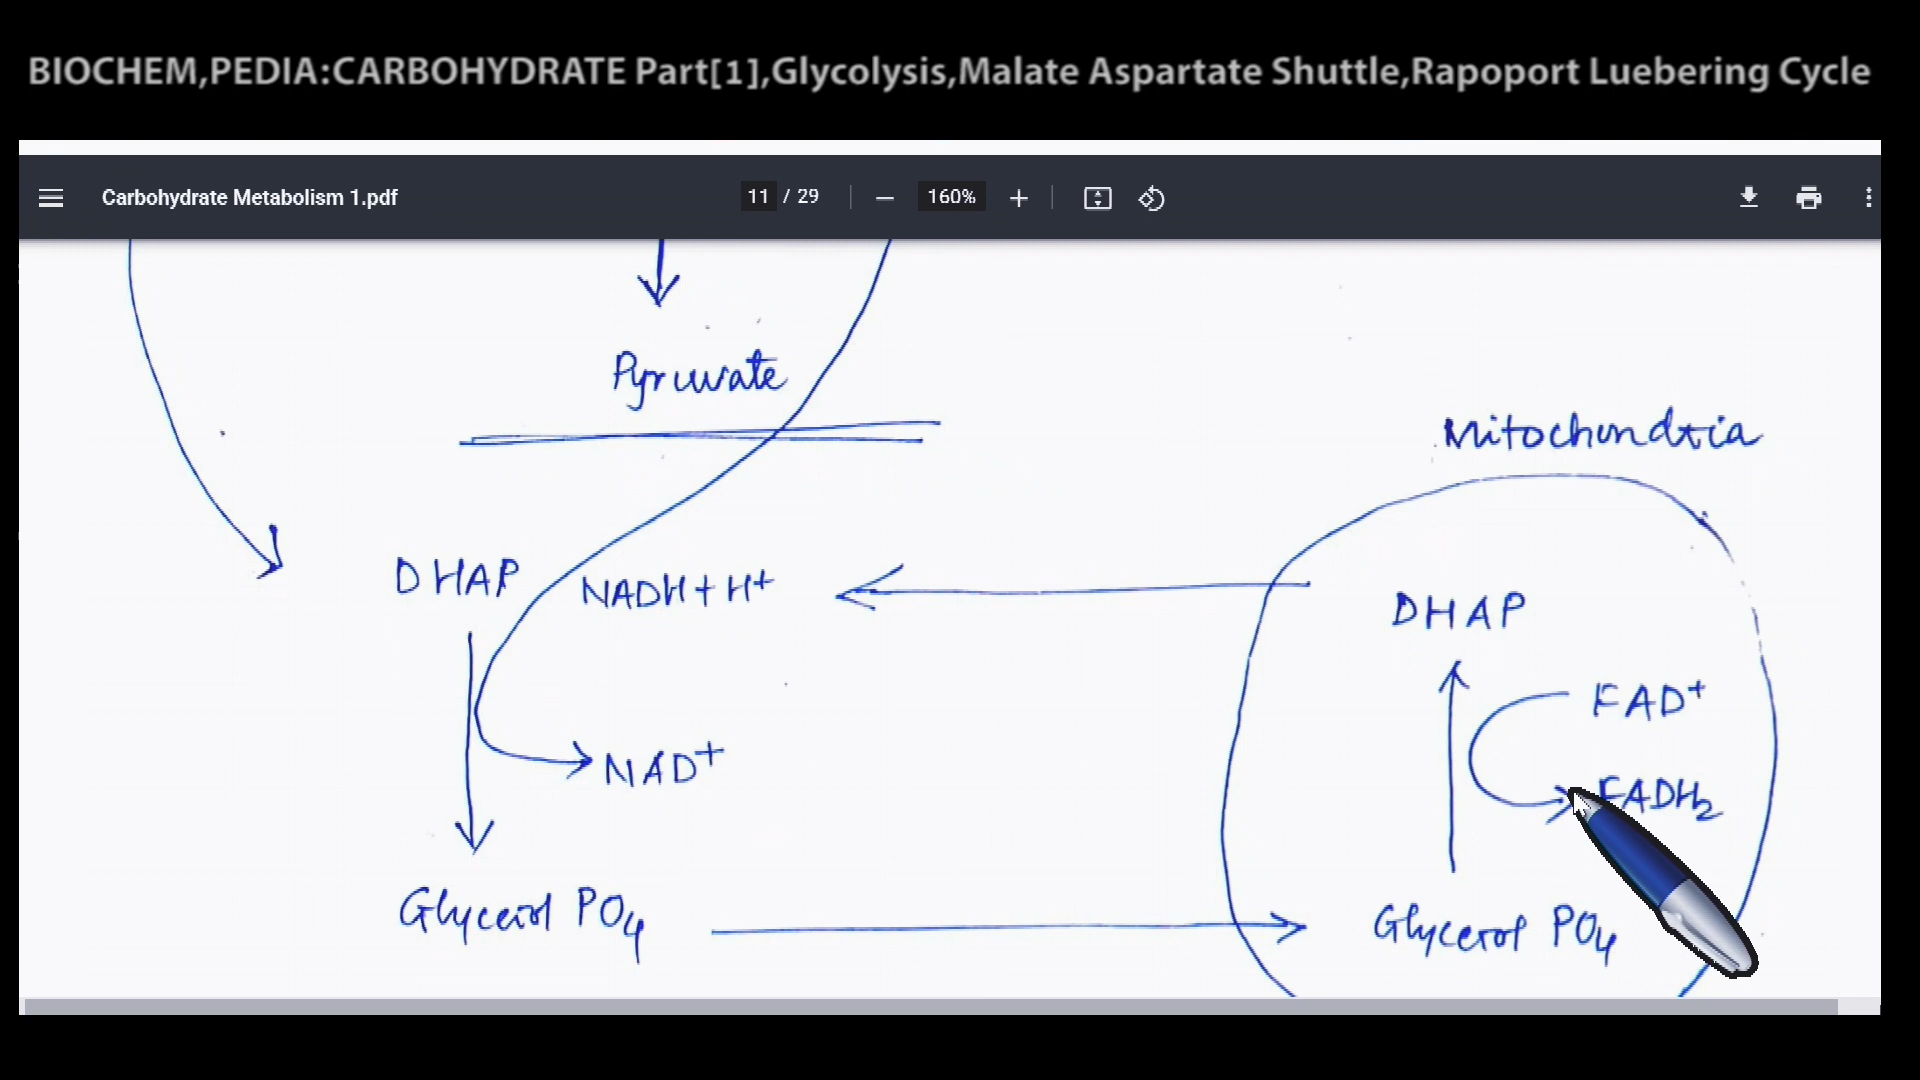 BIOCHEM,PEDIA:CARBOHYDRATE Part[1],Glycolysis,Malate Aspartate Shuttle,Rapoport Luebering Cycle
Carbohydrate Metabolism 1.pdf 11 / 29 160%
Pyruvate
Mitochondria
DHAP NADH+H+
DHAP
FAD+
NAD+
FADH2
Glycerol PO4
Glycerol PO4